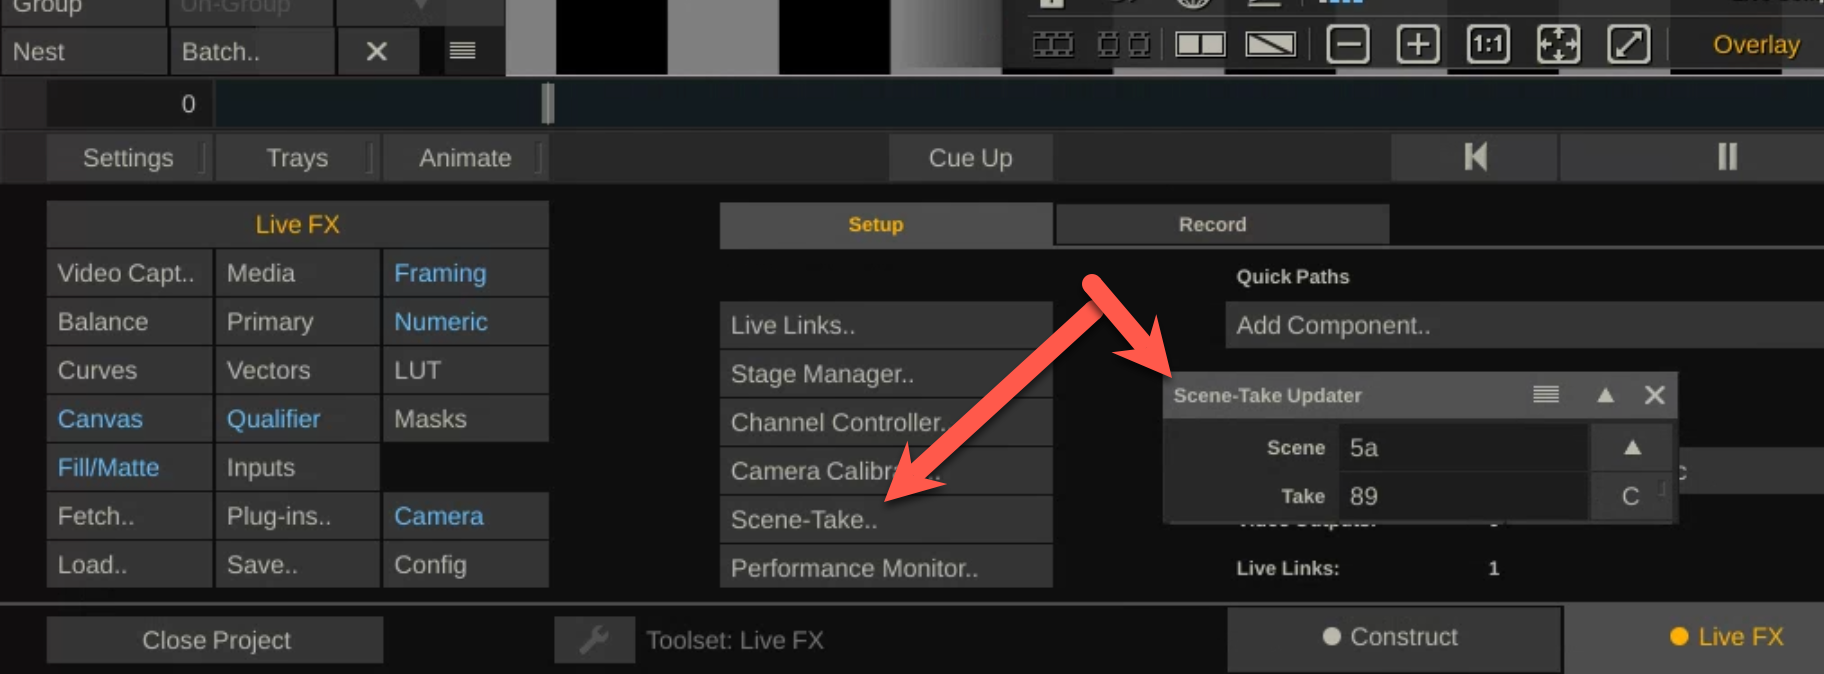 Group Un-Group
Nest Batch..
1:1 Overlay
0
Settings Trays Animate Cue Up
Live FX Setup Record
Video Capt.. Media Framing Quick Paths
Balance Primary Numeric Live Links.. Add Component..
Curves Vectors LUT Stage Manager..
Scene-Take Updater
Canvas Qualifier Masks Channel Controller..
Scene 5a
Fill/Matte Inputs
Take 89 C
Fetch.. Plug-ins.. Camera Scene-Take..
Load.. Save.. Config Performance Monitor.. Live Links: 1
Close Project Toolset: Live FX Construct Live FX